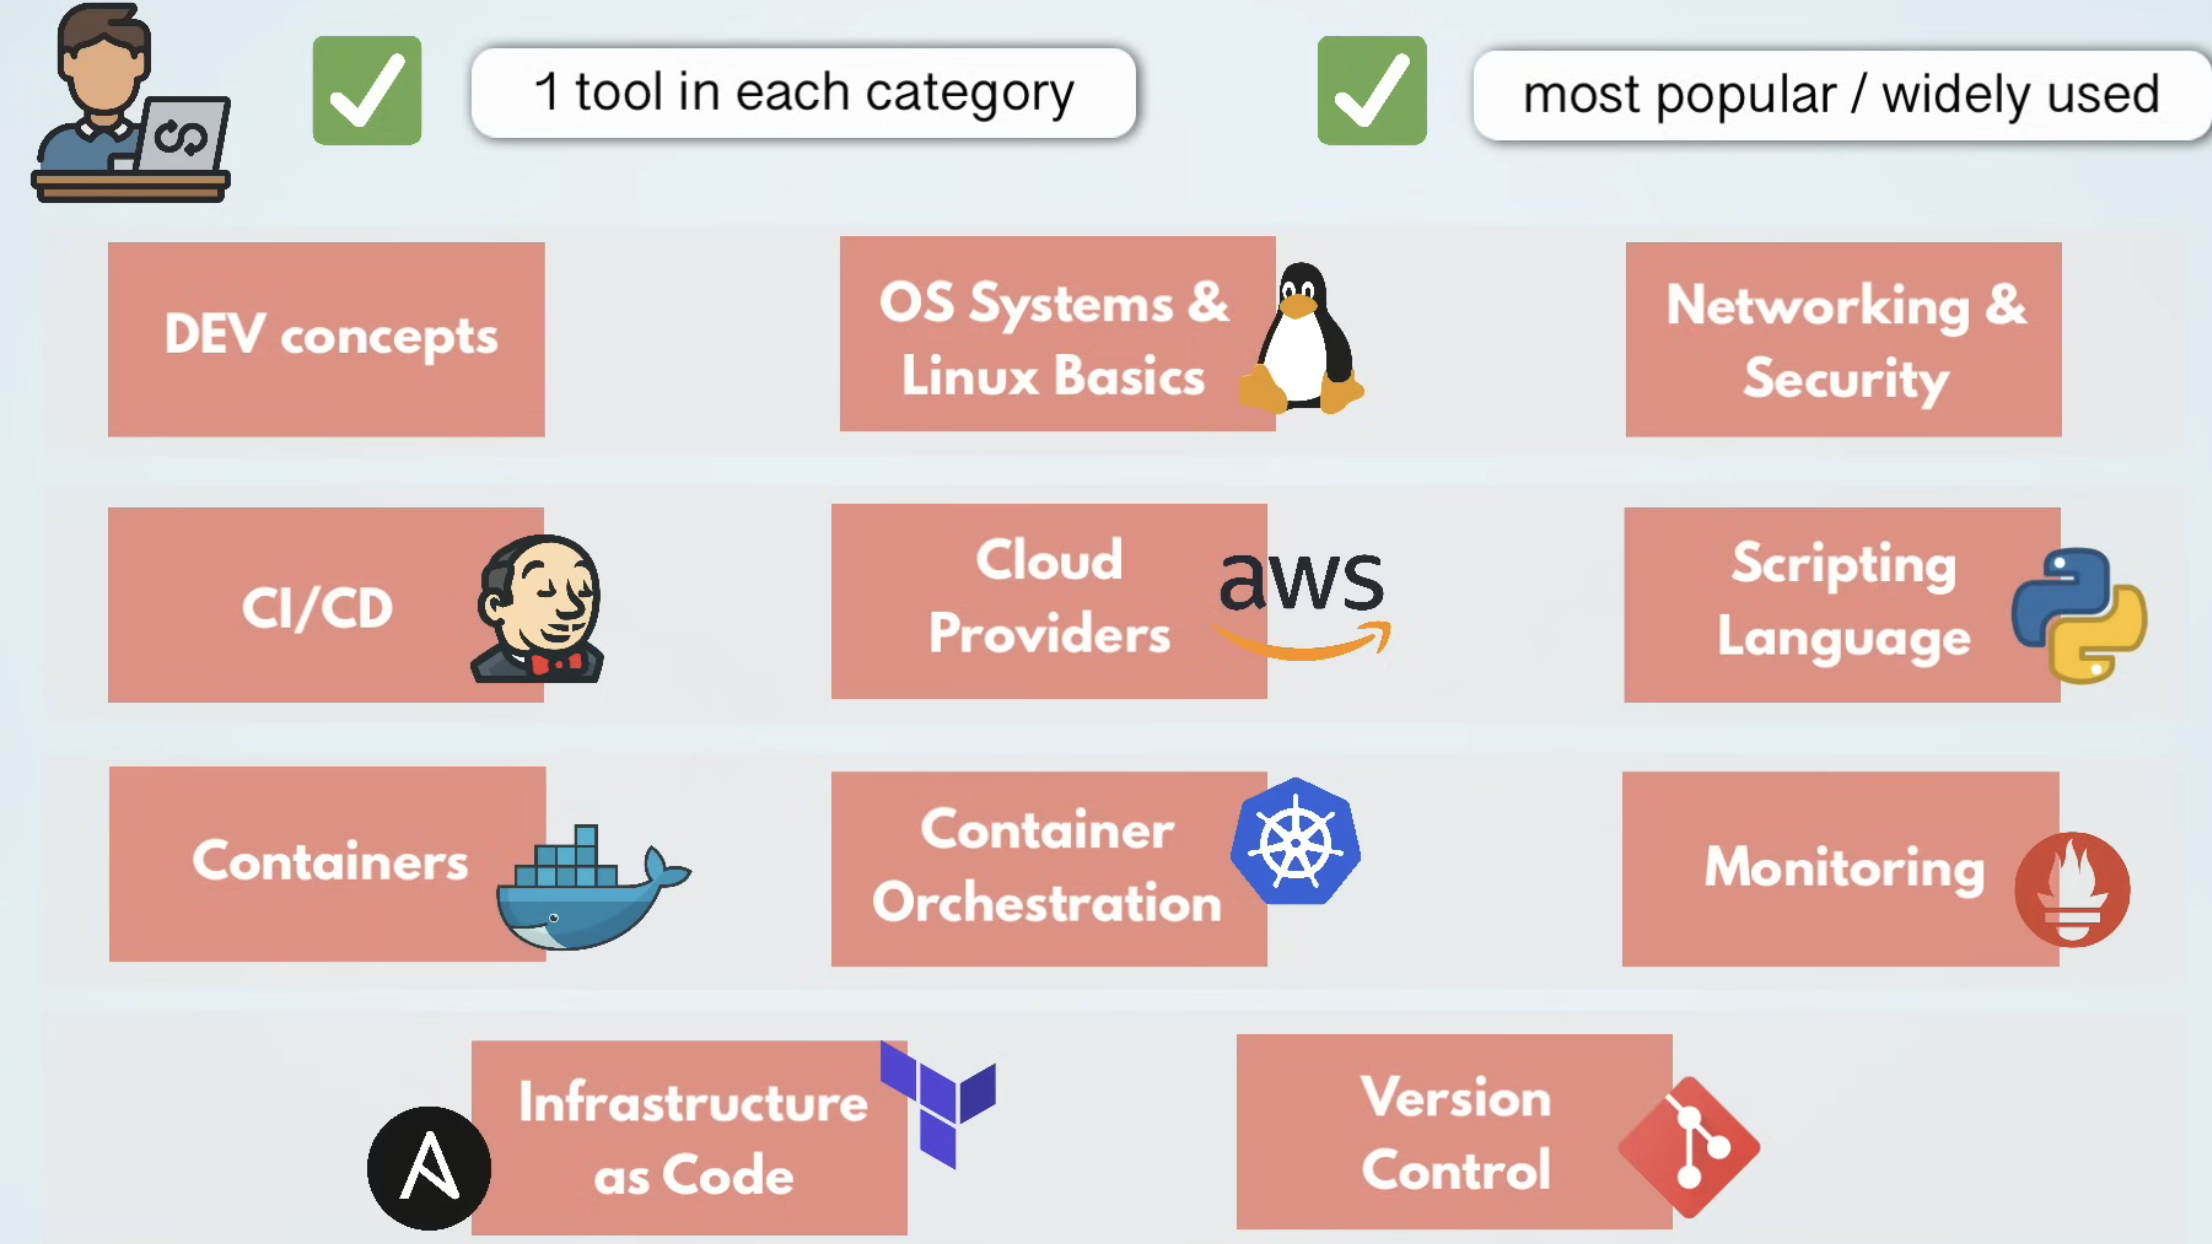 1 tool in each category
most popular / widely used
DEV concepts
OS Systems &
Linux Basics
Networking &
Security
CI/CD
Cloud
Providers
aws
Scripting
Language
Containers
Container
Orchestration
Monitoring
Infrastructure
as Code
Version
Control